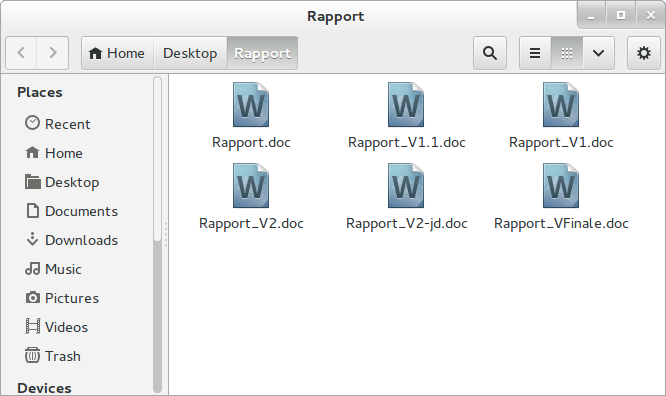 Rapport
Home Desktop Rapport
Places
Recent
Home
Desktop
Documents
Downloads
Music
Pictures
Videos
Trash
Devices
W W W
Rapport.doc Rapport_V1.1.doc Rapport_V1.doc
W W W
Rapport_V2.doc Rapport_V2-jd.doc Rapport_VFinale.doc